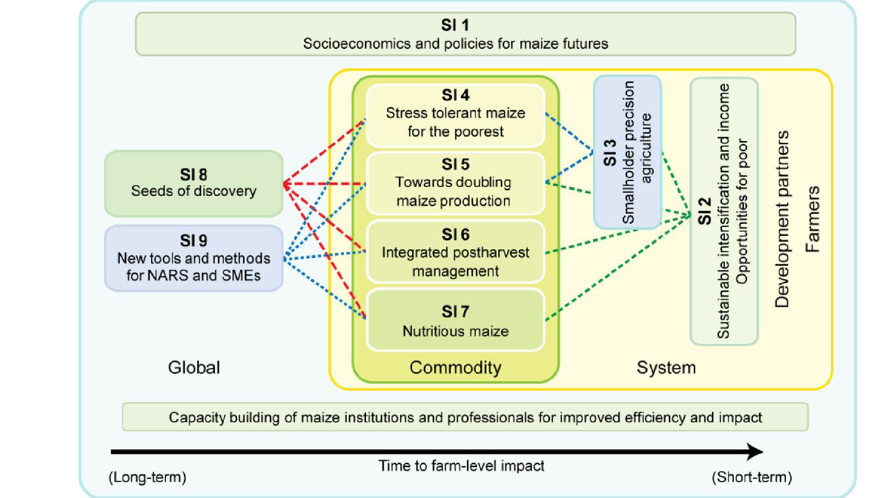 SI 1
Socioeconomics and policies for maize futures
SI 4
Stress tolerant maize
for the poorest
SI 5
Towards doubling
maize production
SI 6
Integrated postharvest
management
SI 7
Nutritious maize
SI 8
Seeds of discovery
SI 9
New tools and methods
for NARS and SMEs
SI 3
Smallholder precision
agriculture
SI 2
Sustainable intensification and income
Opportunities for poor
Development partners
Farmers
Global
Commodity
System
Capacity building of maize institutions and professionals for improved efficiency and impact
Time to farm-level impact
(Long-term)
(Short-term)